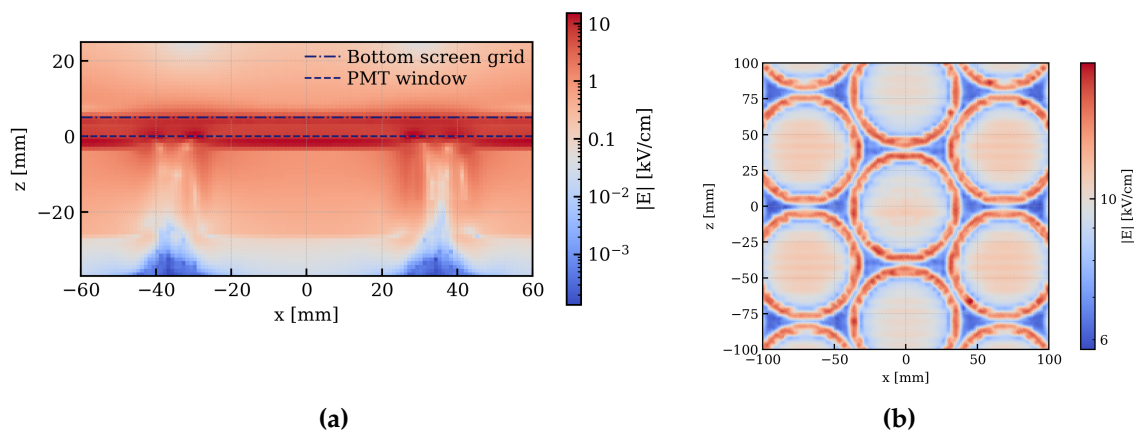 Bottom screen grid
PMT window
20
0
−20
z [mm]
−60 −40 −20 0 20 40 60
x [mm]
10
1
0.1
10⁻²
10⁻³
|E| [kV/cm]
(a)
100
75
50
25
0
−25
−50
−75
−100
z [mm]
−100 −50 0 50 100
x [mm]
10
6
|E| [kV/cm]
(b)